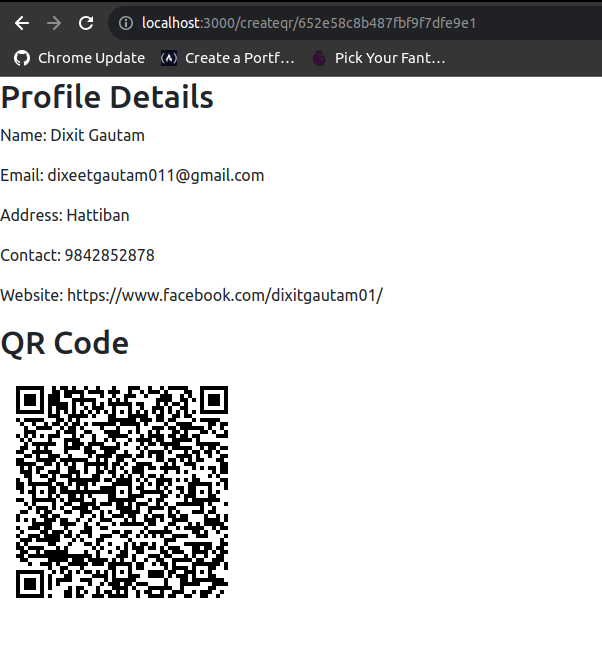 localhost:3000/createqr/652e58c8b487fbf9f7dfe9e1
Chrome Update Create a Portf… Pick Your Fant…
Profile Details
Name: Dixit Gautam
Email: dixeetgautam011@gmail.com
Address: Hattiban
Contact: 9842852878
Website: https://www.facebook.com/dixitgautam01/
QR Code